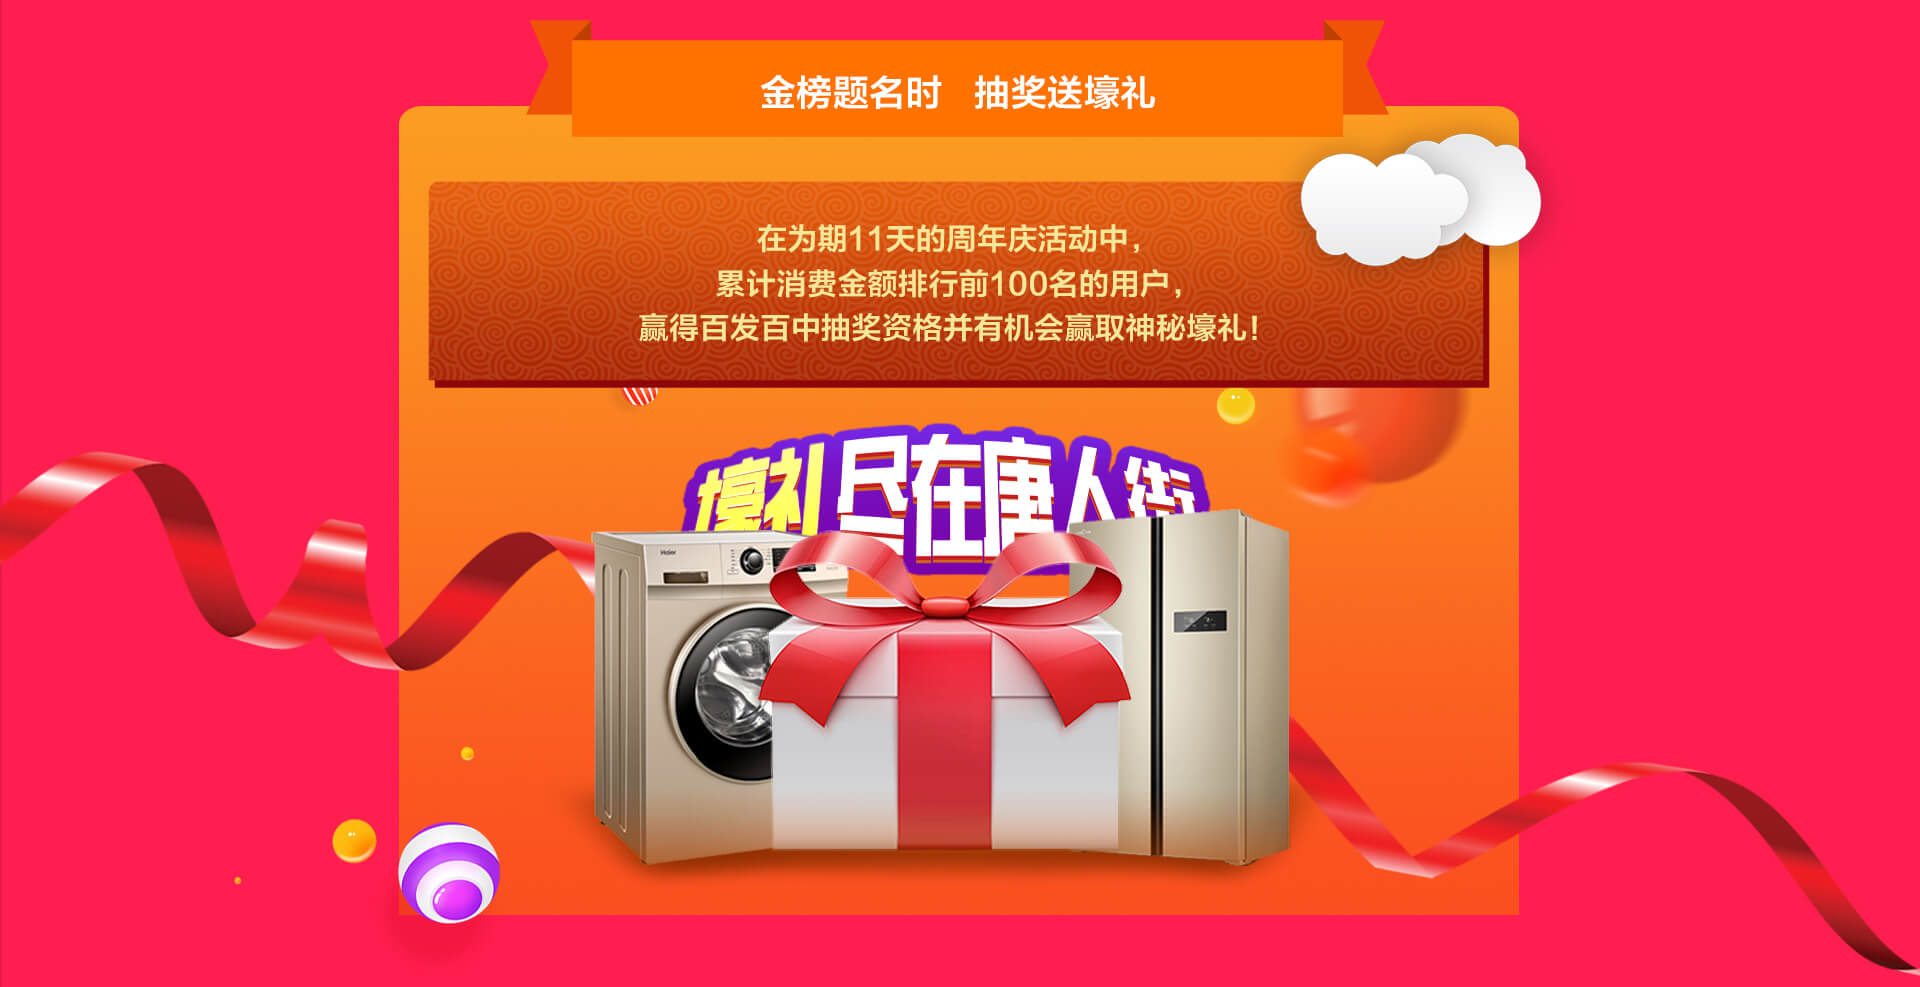 金榜题名时 抽奖送壕礼
在为期11天的周年庆活动中，
累计消费金额排行前100名的用户，
赢得百发百中抽奖资格并有机会赢取神秘壕礼！
壕礼尽在唐人街
Haier